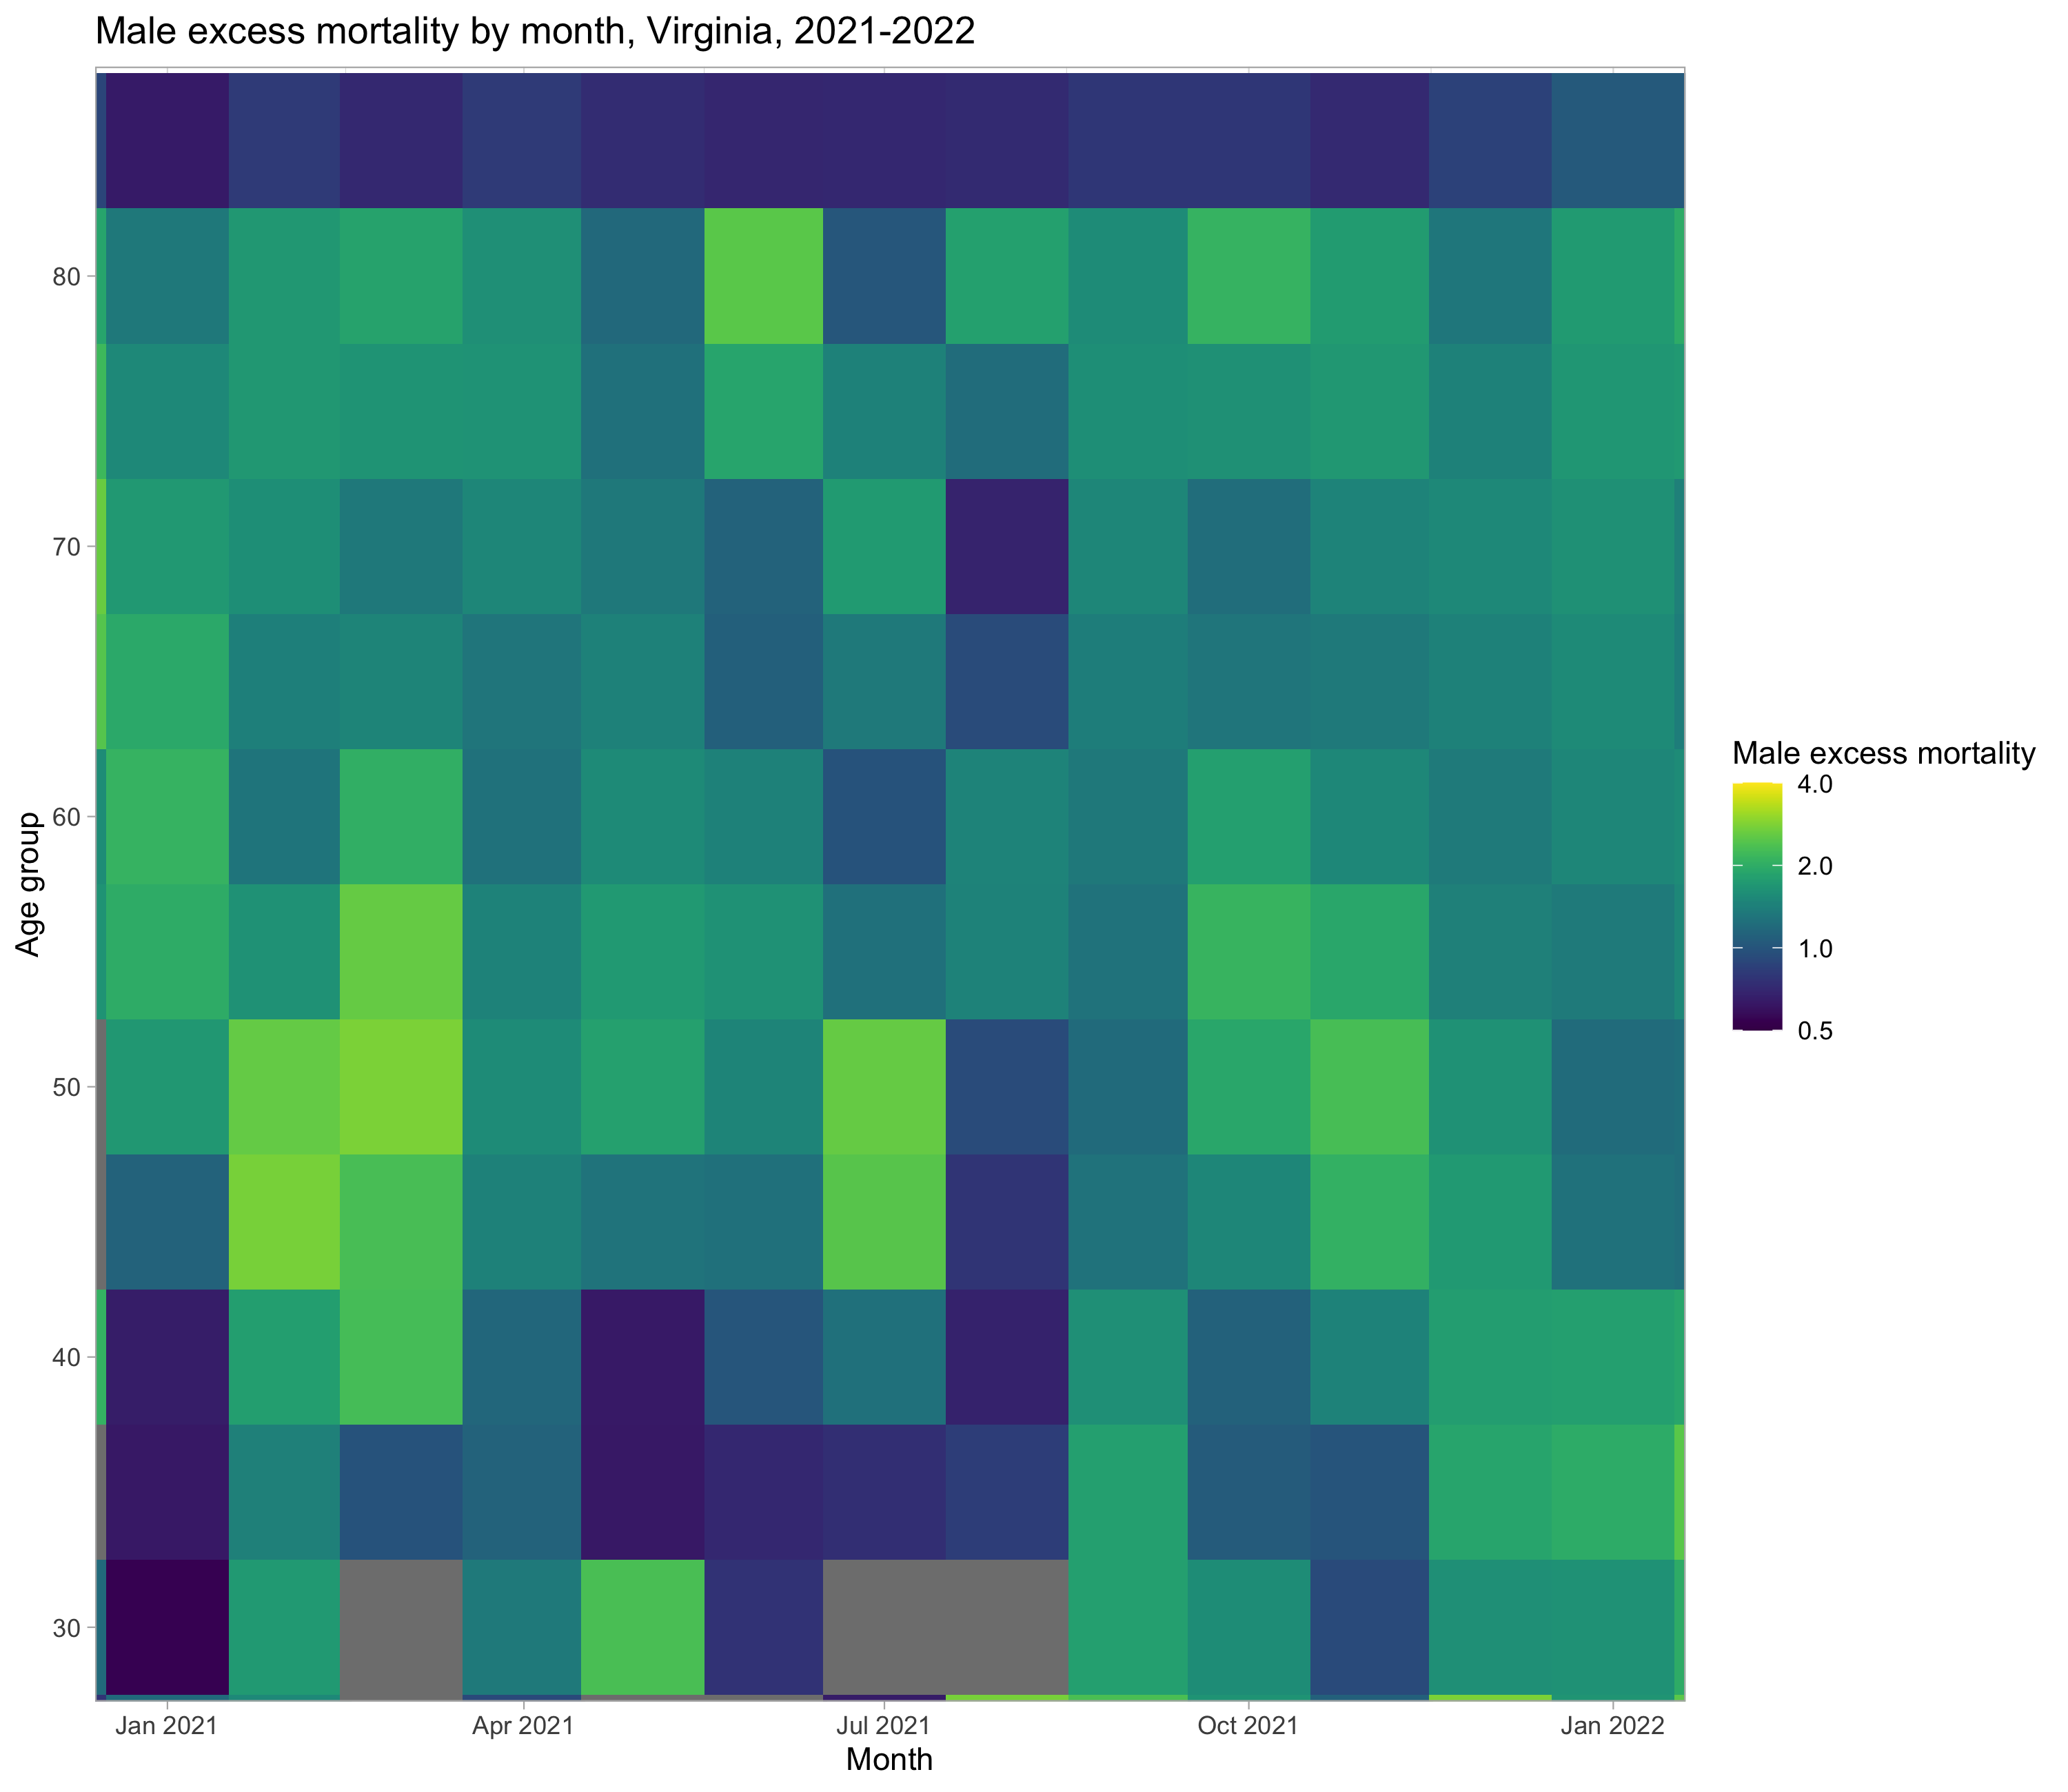 Male excess mortality by month, Virginia, 2021-2022
80
70
60
50
40
30
Age group
Jan 2021
Apr 2021
Jul 2021
Oct 2021
Jan 2022
Month
Male excess mortality
4.0
2.0
1.0
0.5